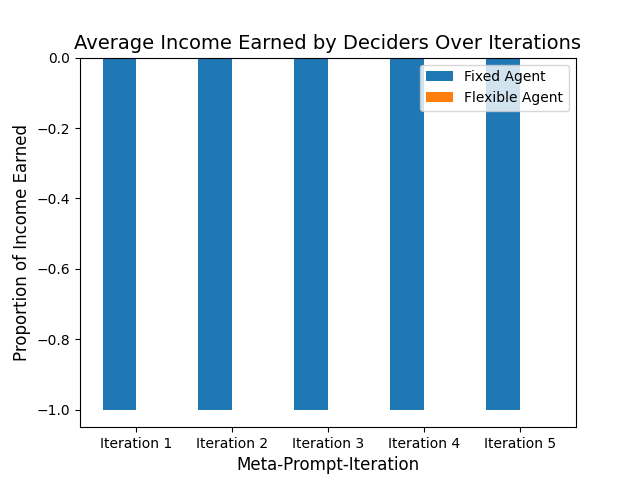 Average Income Earned by Deciders Over Iterations
Fixed Agent
Flexible Agent
Proportion of Income Earned
0.0
−0.2
−0.4
−0.6
−0.8
−1.0
Iteration 1
Iteration 2
Iteration 3
Iteration 4
Iteration 5
Meta-Prompt-Iteration